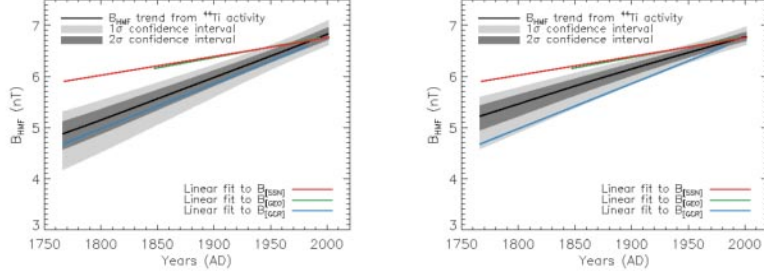 B_HMF trend from ⁴⁴Ti activity
1σ confidence interval
2σ confidence interval
B_HMF (nT)
7
6
5
4
3
Linear fit to B_[SSN]
Linear fit to B_[GEO]
Linear fit to B_[GCR]
1750 1800 1850 1900 1950 2000
Years (AD)
B_HMF trend from ⁴⁴Ti activity
1σ confidence interval
2σ confidence interval
B_HMF (nT)
7
6
5
4
3
Linear fit to B_[SSN]
Linear fit to B_[GEO]
Linear fit to B_[GCR]
1750 1800 1850 1900 1950 2000
Years (AD)